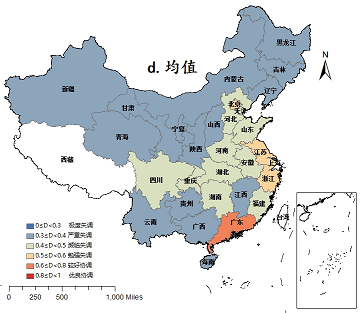 d. 均值
N
黑龙江
吉林
辽宁
内蒙古
新疆
甘肃
北京
天津
河北
山西
宁夏
青海
山东
陕西
河南
西藏
江苏
安徽
上海
四川
湖北
重庆
浙江
湖南
江西
贵州
福建
云南
广西
广东
台湾
海南
0≤D<0.3 极度失调
0.3≤D<0.4 严重失调
0.4≤D<0.5 濒临失调
0.5≤D<0.6 勉强失调
0.6≤D<0.8 较好协调
0.8≤D<1 优良协调
0 250 500 1,000 Miles